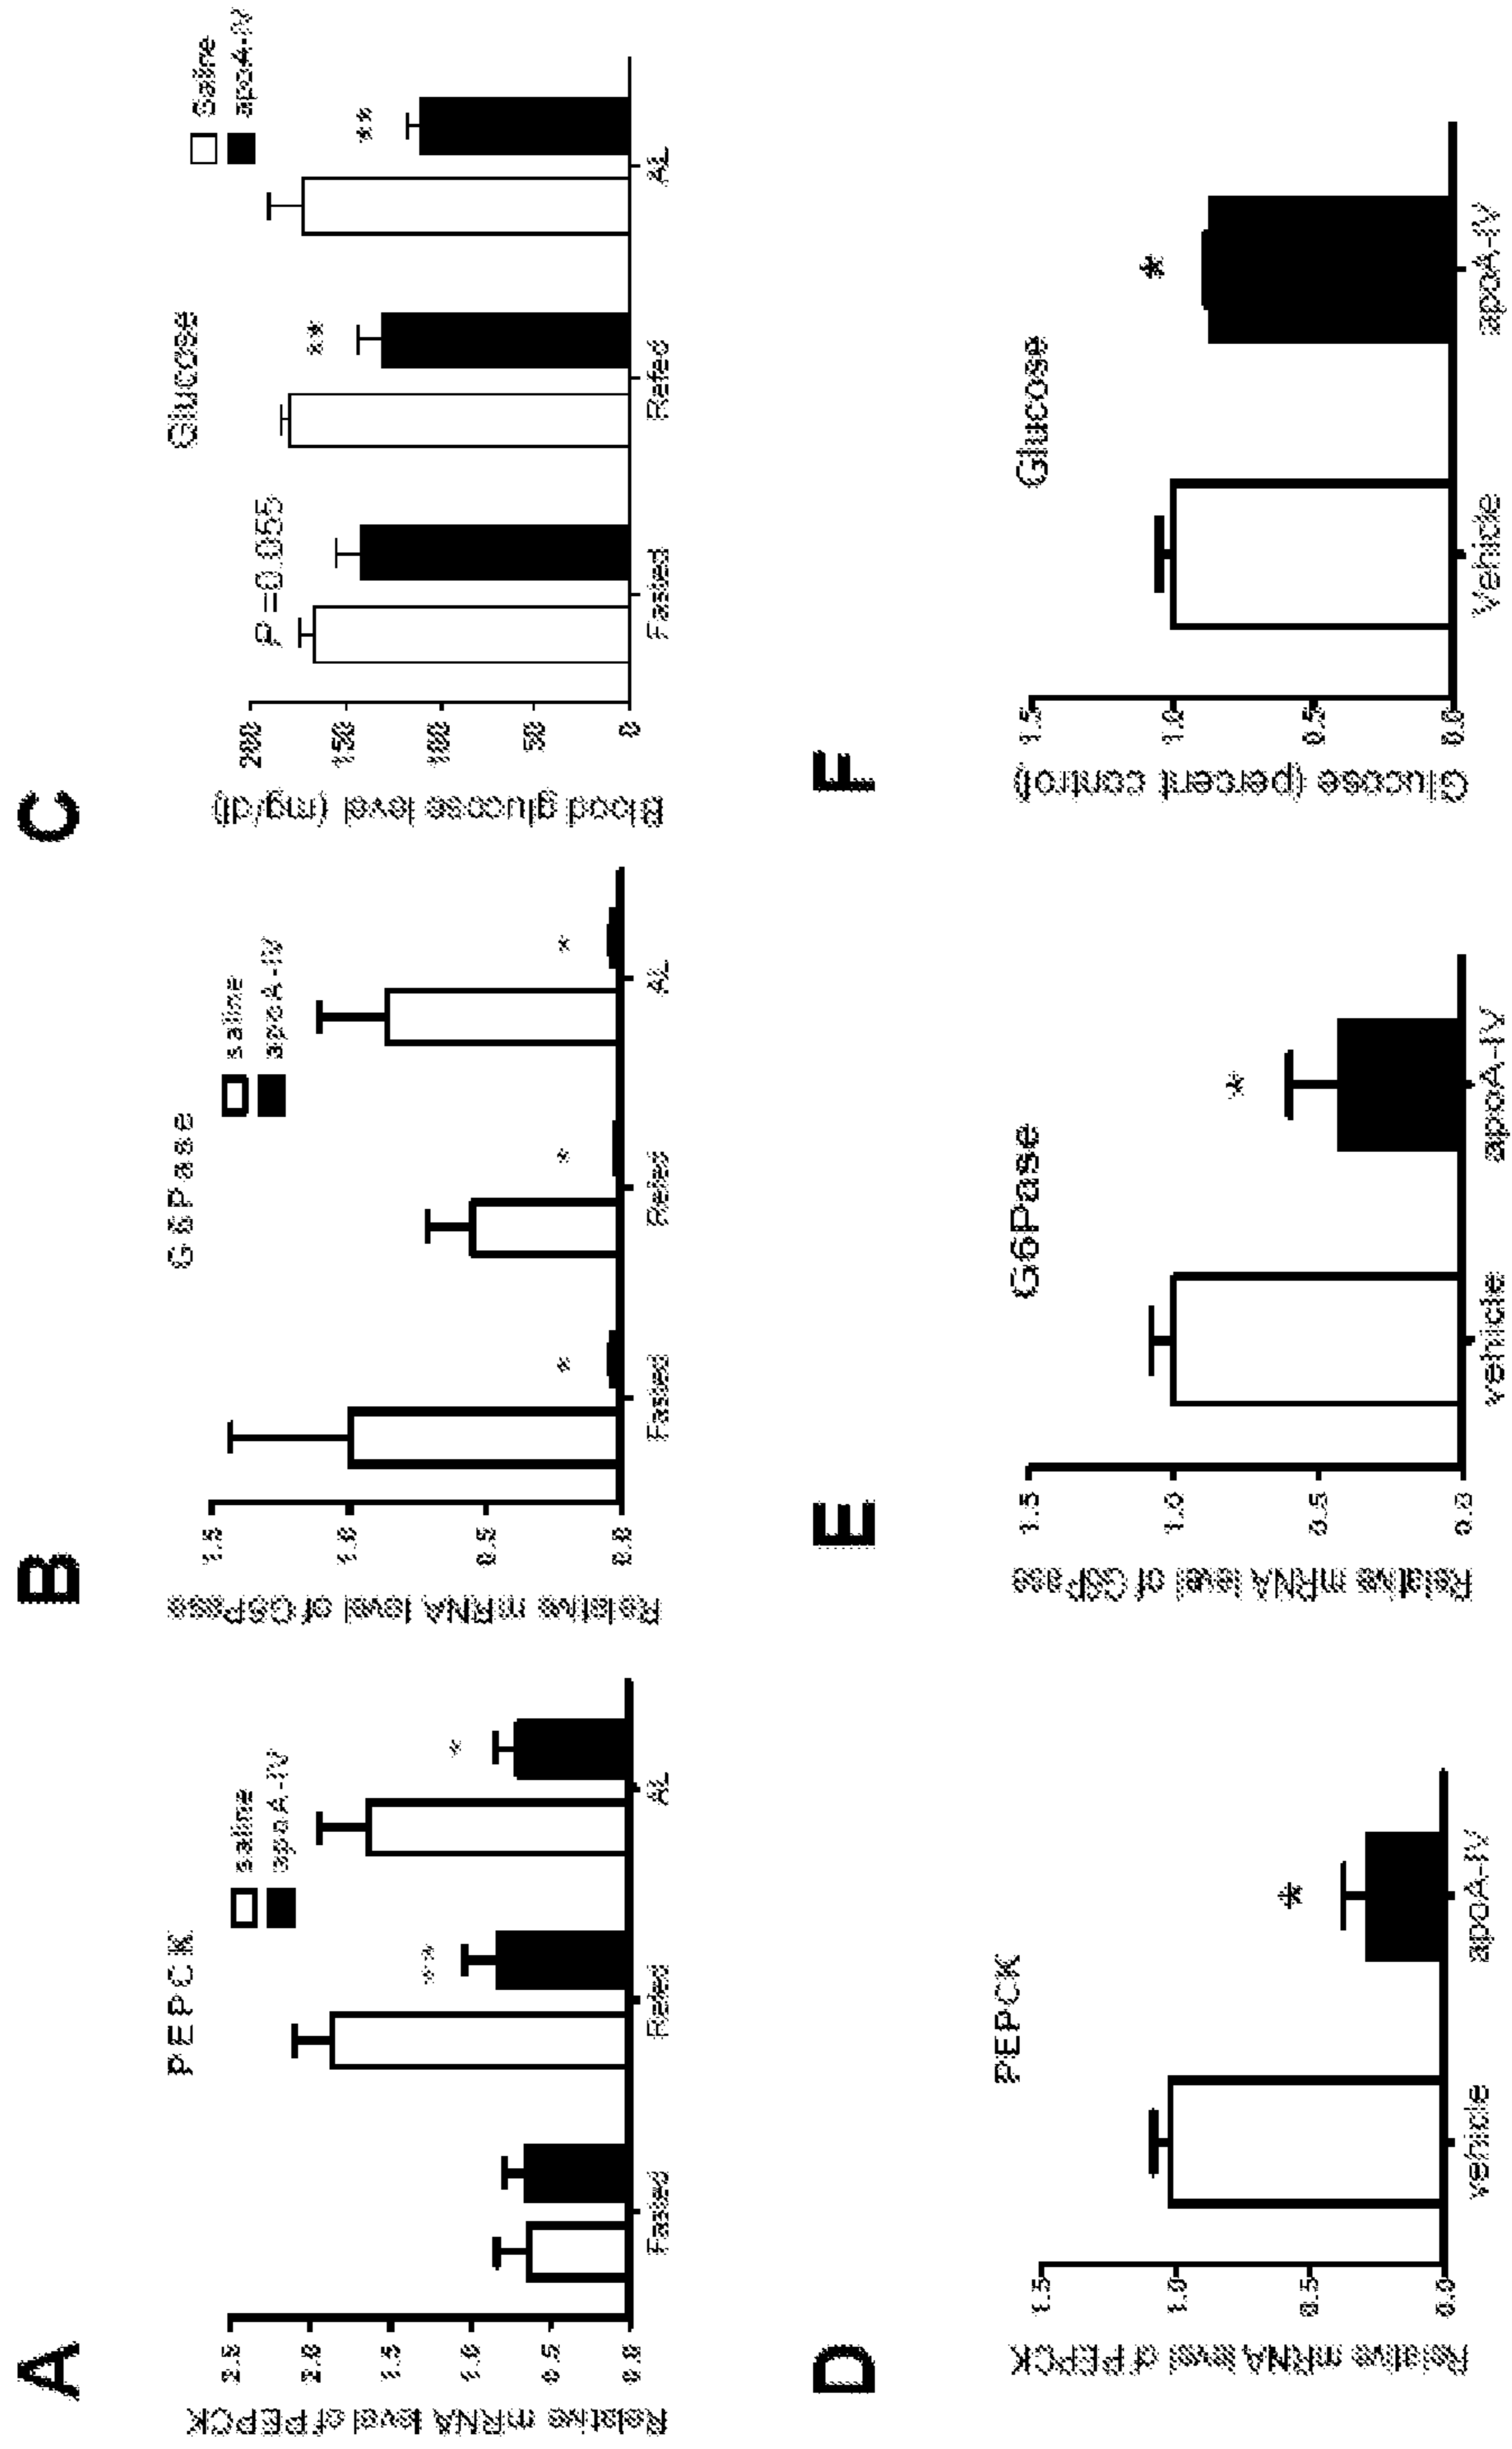 A
PEPCK
saline
apoA-IV
Relative mRNA level of PEPCK
2.5
2.0
1.5
1.0
0.5
0.0
**
*
Fasted
Refed
AL
B
G6Pase
saline
apoA-IV
Relative mRNA level of G6Pase
1.5
1.0
0.5
0.0
*
*
*
Fasted
Refed
AL
C
Glucose
Saline
apoA-IV
Blood glucose level (mg/dl)
200
150
100
50
0
P=0.055
**
**
Fasted
Refed
AL
D
PEPCK
Relative mRNA level of PEPCK
1.5
1.0
0.5
0.0
*
vehicle
apoA-IV
E
G6Pase
Relative mRNA level of G6Pase
1.5
1.0
0.5
0.0
*
vehicle
apoA-IV
F
Glucose
Glucose (percent control)
1.5
1.0
0.5
0.0
*
Vehicle
apoA-IV